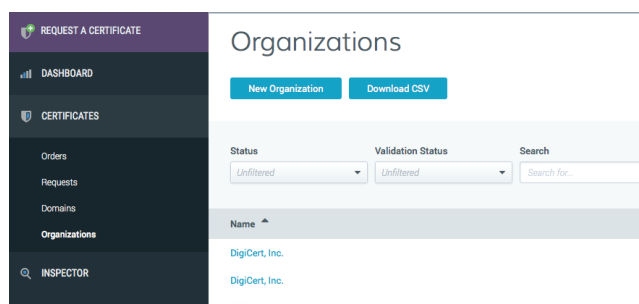 REQUEST A CERTIFICATE
DASHBOARD
CERTIFICATES
Orders
Requests
Domains
Organizations
INSPECTOR
Organizations
New Organization Download CSV
Status Validation Status Search
Unfiltered Unfiltered Search for...
Name
DigiCert, Inc.
DigiCert, Inc.